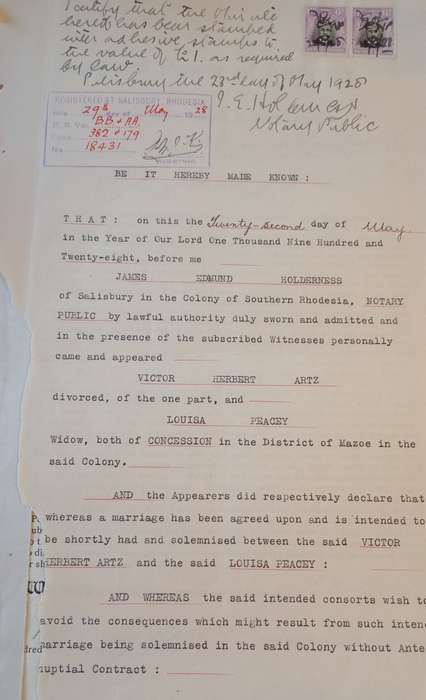 I certify that the Original
hereof has been stamped
with adhesive stamps to
the value of £1. as required
by law.
Salisbury the 23rd day of May 1928
J. E. Holderness
Notary Public
REGISTERED AT SALISBURY, RHODESIA,
29th day of May 1928
BB + AA
382 + 179
No. 18431
BE IT HEREBY MADE KNOWN :
THAT : on this the Twenty-second day of May
in the Year of Our Lord One Thousand Nine Hundred and
Twenty-eight, before me
JAMES EDMUND HOLDERNESS
of Salisbury in the Colony of Southern Rhodesia, NOTARY
PUBLIC by lawful authority duly sworn and admitted and
in the presence of the subscribed Witnesses personally
came and appeared
VICTOR HERBERT ARTZ
divorced, of the one part, and
LOUISA PEACEY
Widow, both of CONCESSION in the District of Mazoe in the
said Colony.
AND the Appearers did respectively declare that
whereas a marriage has been agreed upon and is intended to
be shortly had and solemnised between the said VICTOR
HERBERT ARTZ and the said LOUISA PEACEY :
AND WHEREAS the said intended consorts wish to
avoid the consequences which might result from such inten
marriage being solemnised in the said Colony without Ante
nuptial Contract :